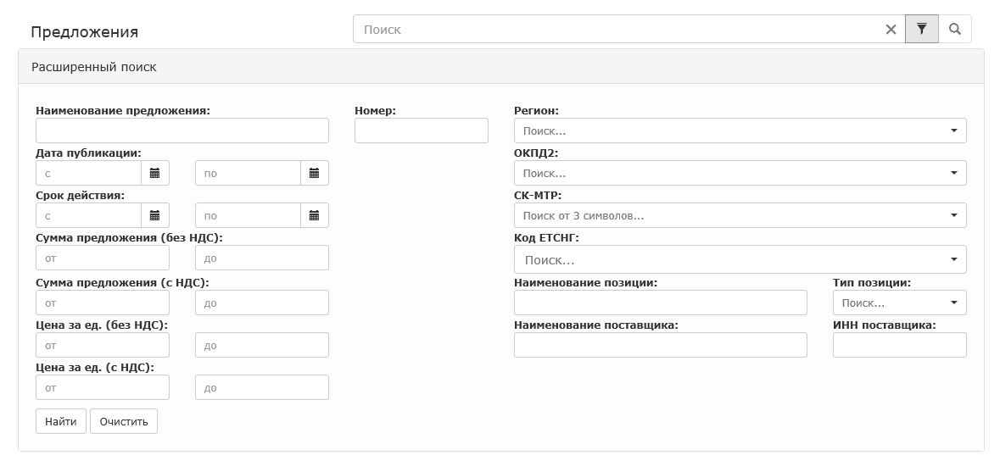 Предложения
Поиск
Расширенный поиск
Наименование предложения: Номер: Регион:
Поиск...
Дата публикации: ОКПД2:
с по Поиск...
Срок действия: СК-МТР:
с по Поиск от 3 символов...
Сумма предложения (без НДС): Код ЕТСНГ:
от до Поиск...
Сумма предложения (с НДС): Наименование позиции: Тип позиции:
от до Поиск...
Цена за ед. (без НДС): Наименование поставщика: ИНН поставщика:
от до
Цена за ед. (с НДС):
от до
Найти Очистить